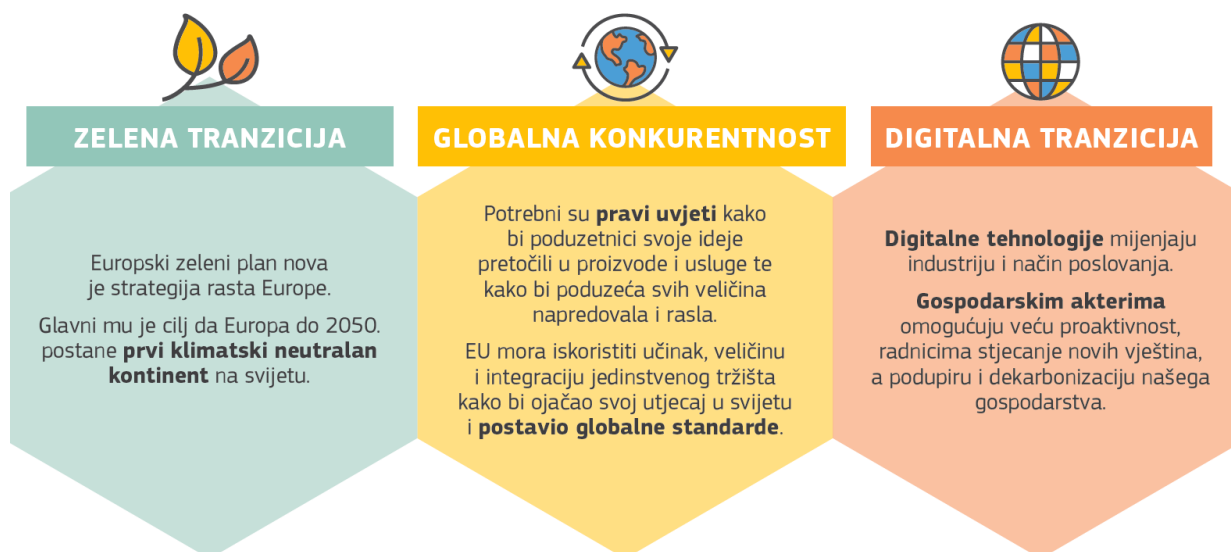 ZELENA TRANZICIJA
Europski zeleni plan nova
je strategija rasta Europe.
Glavni mu je cilj da Europa do 2050.
postane prvi klimatski neutralan
kontinent na svijetu.
GLOBALNA KONKURENTNOST
Potrebni su pravi uvjeti kako
bi poduzetnici svoje ideje
pretočili u proizvode i usluge te
kako bi poduzeća svih veličina
napredovala i rasla.
EU mora iskoristiti učinak, veličinu
i integraciju jedinstvenog tržišta
kako bi ojačao svoj utjecaj u svijetu
i postavio globalne standarde.
DIGITALNA TRANZICIJA
Digitalne tehnologije mijenjaju
industriju i način poslovanja.
Gospodarskim akterima
omogućuju veću proaktivnost,
radnicima stjecanje novih vještina,
a podupiru i dekarbonizaciju našega
gospodarstva.